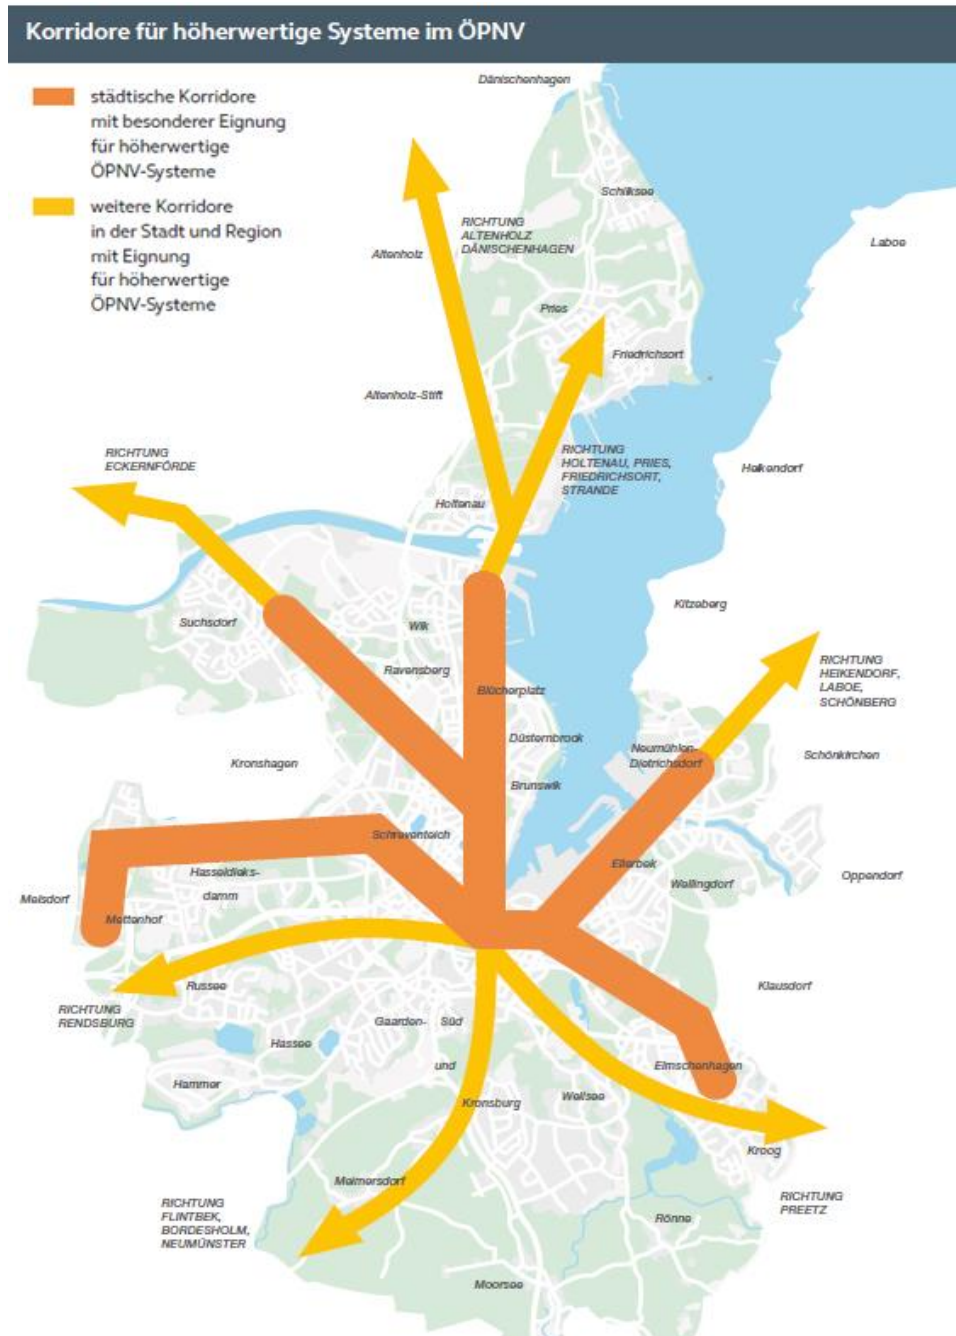 Korridore für höherwertige Systeme im ÖPNV
städtische Korridore
mit besonderer Eignung
für höherwertige
ÖPNV-Systeme
weitere Korridore
in der Stadt und Region
mit Eignung
für höherwertige
ÖPNV-Systeme
Dänischenhagen
Schilksee
RICHTUNG
ALTENHOLZ
DÄNISCHENHAGEN
Laboe
Altenholz
Pries
Friedrichsort
Altenholz-Stift
RICHTUNG
ECKERNFÖRDE
RICHTUNG
HOLTENAU, PRIES,
FRIEDRICHSORT,
STRANDE
Heikendorf
Holtenau
Kitzeberg
Suchsdorf
Wik
Ravensberg
Blücherplatz
RICHTUNG
HEIKENDORF,
LABOE,
SCHÖNBERG
Düsternbrook
Neumühlen-
Dietrichsdorf
Schönkirchen
Kronshagen
Brunswik
Schreventeich
Ellerbek
Wellingdorf
Oppendorf
Hasseldieks-
damm
Melsdorf
Mettenhof
Russee
Klausdorf
RICHTUNG
RENDSBURG
Gaarden- Süd
und
Kronsburg
Hassee
Hammer
Elmschenhagen
Wellsee
Kroog
Meimersdorf
RICHTUNG
FLINTBEK,
BORDESHOLM,
NEUMÜNSTER
RICHTUNG
PREETZ
Rönne
Moorsee